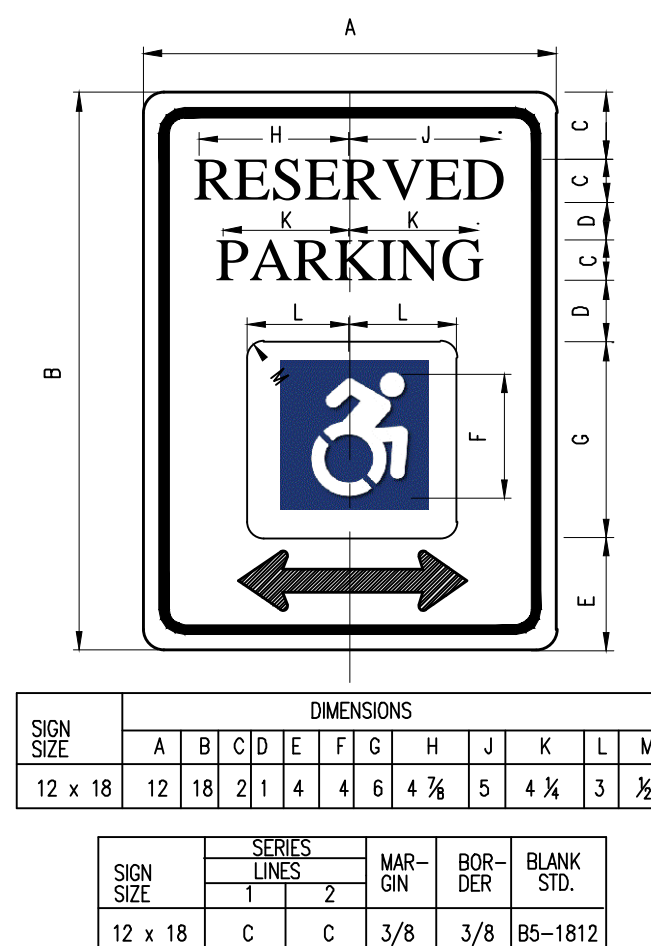 A
H J
RESERVED
K K
PARKING
L L
M
B
C
C
D
C
D
F
G
E
DIMENSIONS
SIGN SIZE A B C D E F G H J K L M
12 x 18 12 18 2 1 4 4 6 4 ⅞ 5 4 ¼ 3 ½
SERIES
SIGN SIZE LINES MAR- GIN BOR- DER BLANK STD.
1 2
12 x 18 C C 3/8 3/8 B5-1812